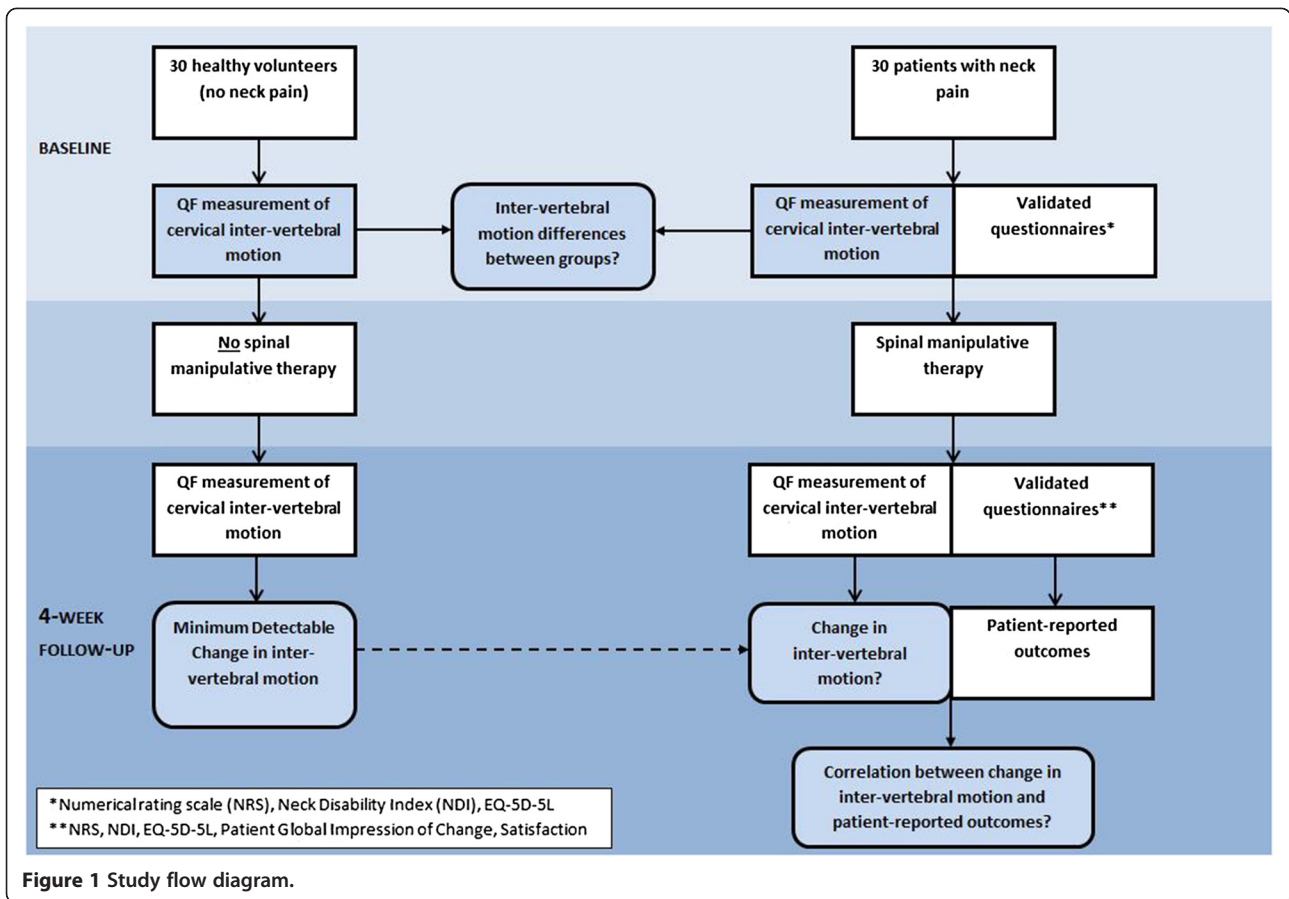 30 healthy volunteers
(no neck pain)
30 patients with neck
pain
BASELINE
QF measurement of
cervical inter-vertebral
motion
Inter-vertebral
motion differences
between groups?
QF measurement of
cervical inter-vertebral
motion
Validated
questionnaires*
No spinal
manipulative therapy
Spinal manipulative
therapy
QF measurement of
cervical inter-vertebral
motion
QF measurement of
cervical inter-vertebral
motion
Validated
questionnaires**
4-WEEK
FOLLOW-UP
Minimum Detectable
Change in inter-
vertebral motion
Change in
inter-vertebral
motion?
Patient-reported
outcomes
Correlation between change in
inter-vertebral motion and
patient-reported outcomes?
*Numerical rating scale (NRS), Neck Disability Index (NDI), EQ-5D-5L
**NRS, NDI, EQ-5D-5L, Patient Global Impression of Change, Satisfaction
Figure 1 Study flow diagram.